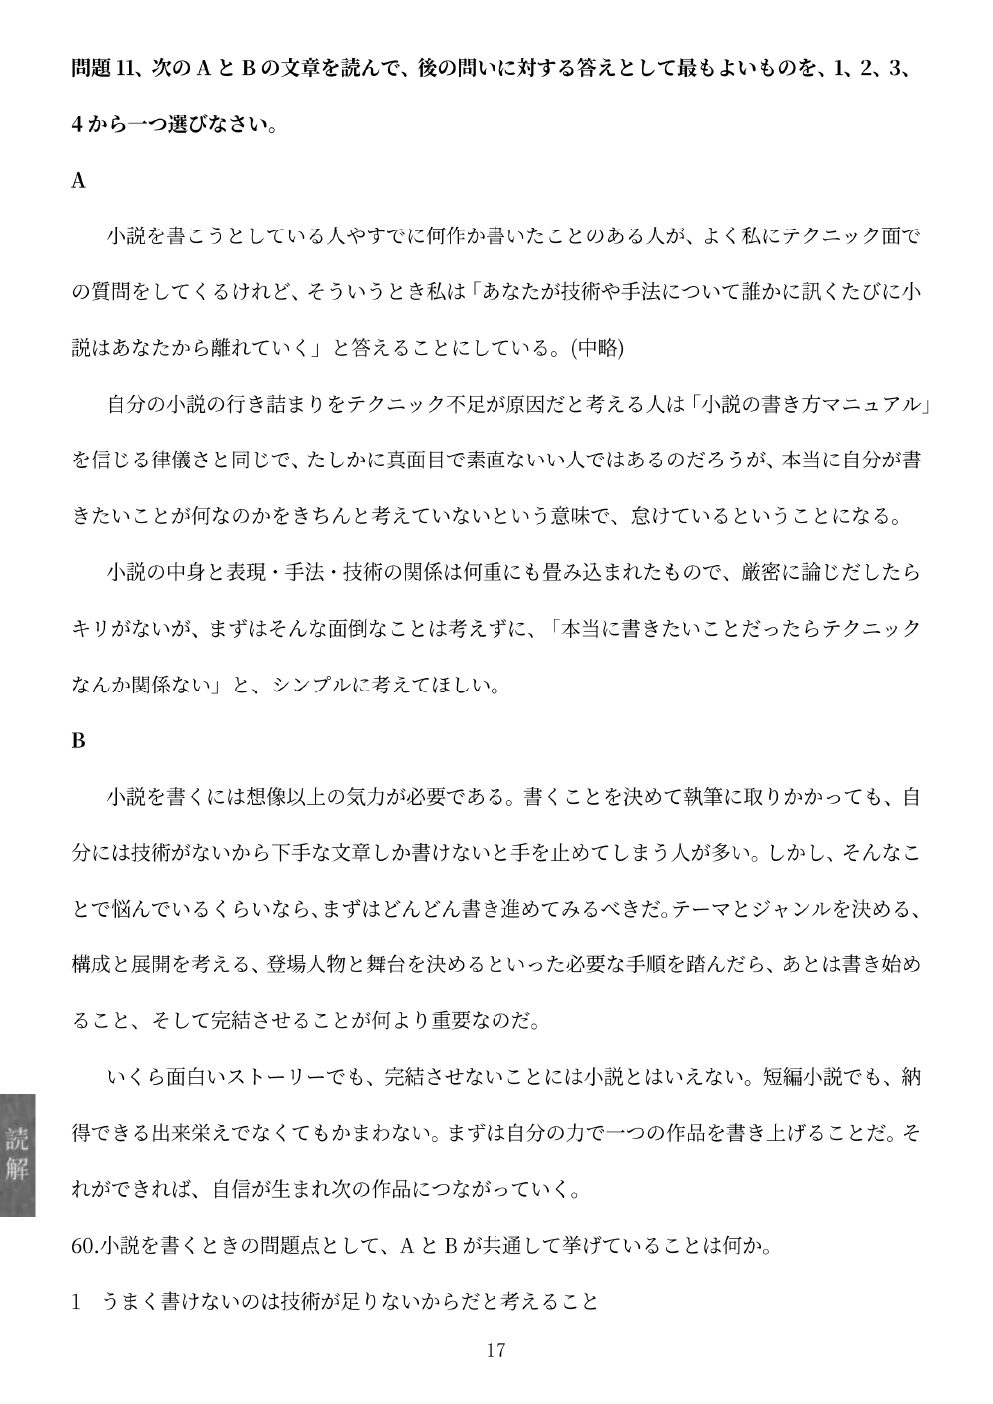 問題 11、次の A と B の文章を読んで、後の問いに対する答えとして最もよいものを、1、2、3、
4 から一つ選びなさい。
A
小説を書こうとしている人やすでに何作か書いたことのある人が、よく私にテクニック面で
の質問をしてくるけれど、そういうとき私は「あなたが技術や手法について誰かに訊くたびに小
説はあなたから離れていく」と答えることにしている。(中略)
自分の小説の行き詰まりをテクニック不足が原因だと考える人は「小説の書き方マニュアル」
を信じる律儀さと同じで、たしかに真面目で素直ないい人ではあるのだろうが、本当に自分が書
きたいことが何なのかをきちんと考えていないという意味で、怠けているということになる。
小説の中身と表現・手法・技術の関係は何重にも畳み込まれたもので、厳密に論じだしたら
キリがないが、まずはそんな面倒なことは考えずに、「本当に書きたいことだったらテクニック
なんか関係ない」と、シンプルに考えてほしい。
B
小説を書くには想像以上の気力が必要である。書くことを決めて執筆に取りかかっても、自
分には技術がないから下手な文章しか書けないと手を止めてしまう人が多い。しかし、そんなこ
とで悩んでいるくらいなら、まずはどんどん書き進めてみるべきだ。テーマとジャンルを決める、
構成と展開を考える、登場人物と舞台を決めるといった必要な手順を踏んだら、あとは書き始め
ること、そして完結させることが何より重要なのだ。
いくら面白いストーリーでも、完結させないことには小説とはいえない。短編小説でも、納
得できる出来栄えでなくてもかまわない。まずは自分の力で一つの作品を書き上げることだ。そ
れができれば、自信が生まれ次の作品につながっていく。
読解
60.小説を書くときの問題点として、A と B が共通して挙げていることは何か。
1 うまく書けないのは技術が足りないからだと考えること
17